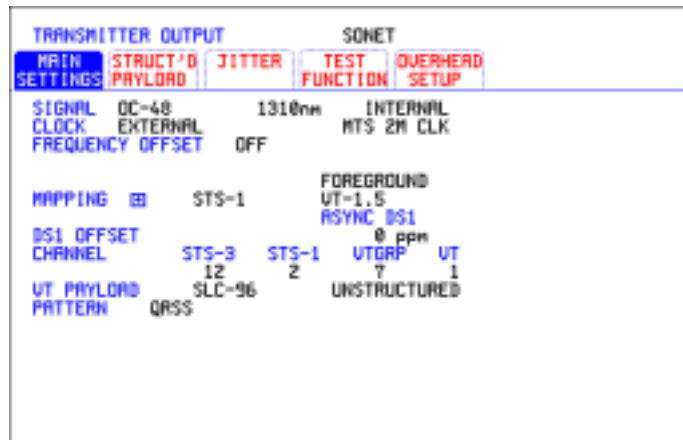 TRANSMITTER OUTPUT SONET
MAIN SETTINGS STRUCT'D PAYLOAD JITTER TEST FUNCTION OVERHEAD SETUP
SIGNAL OC-48 1310nm INTERNAL
CLOCK EXTERNAL MTS 2M CLK
FREQUENCY OFFSET OFF
FOREGROUND
MAPPING STS-1 VT-1.5
ASYNC DS1
DS1 OFFSET 0 ppm
CHANNEL STS-3 STS-1 VTGRP VT
12 2 7 1
VT PAYLOAD SLC-96 UNSTRUCTURED
PATTERN QRSS